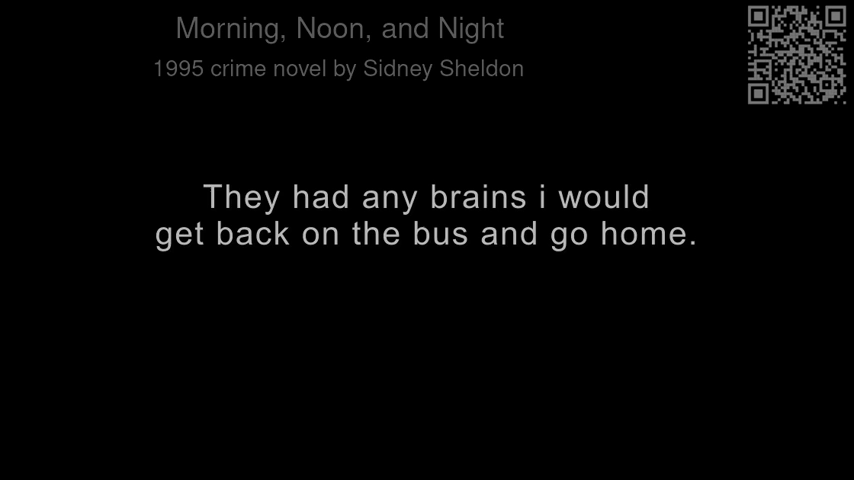 Morning, Noon, and Night
1995 crime novel by Sidney Sheldon
They had any brains i would
get back on the bus and go home.